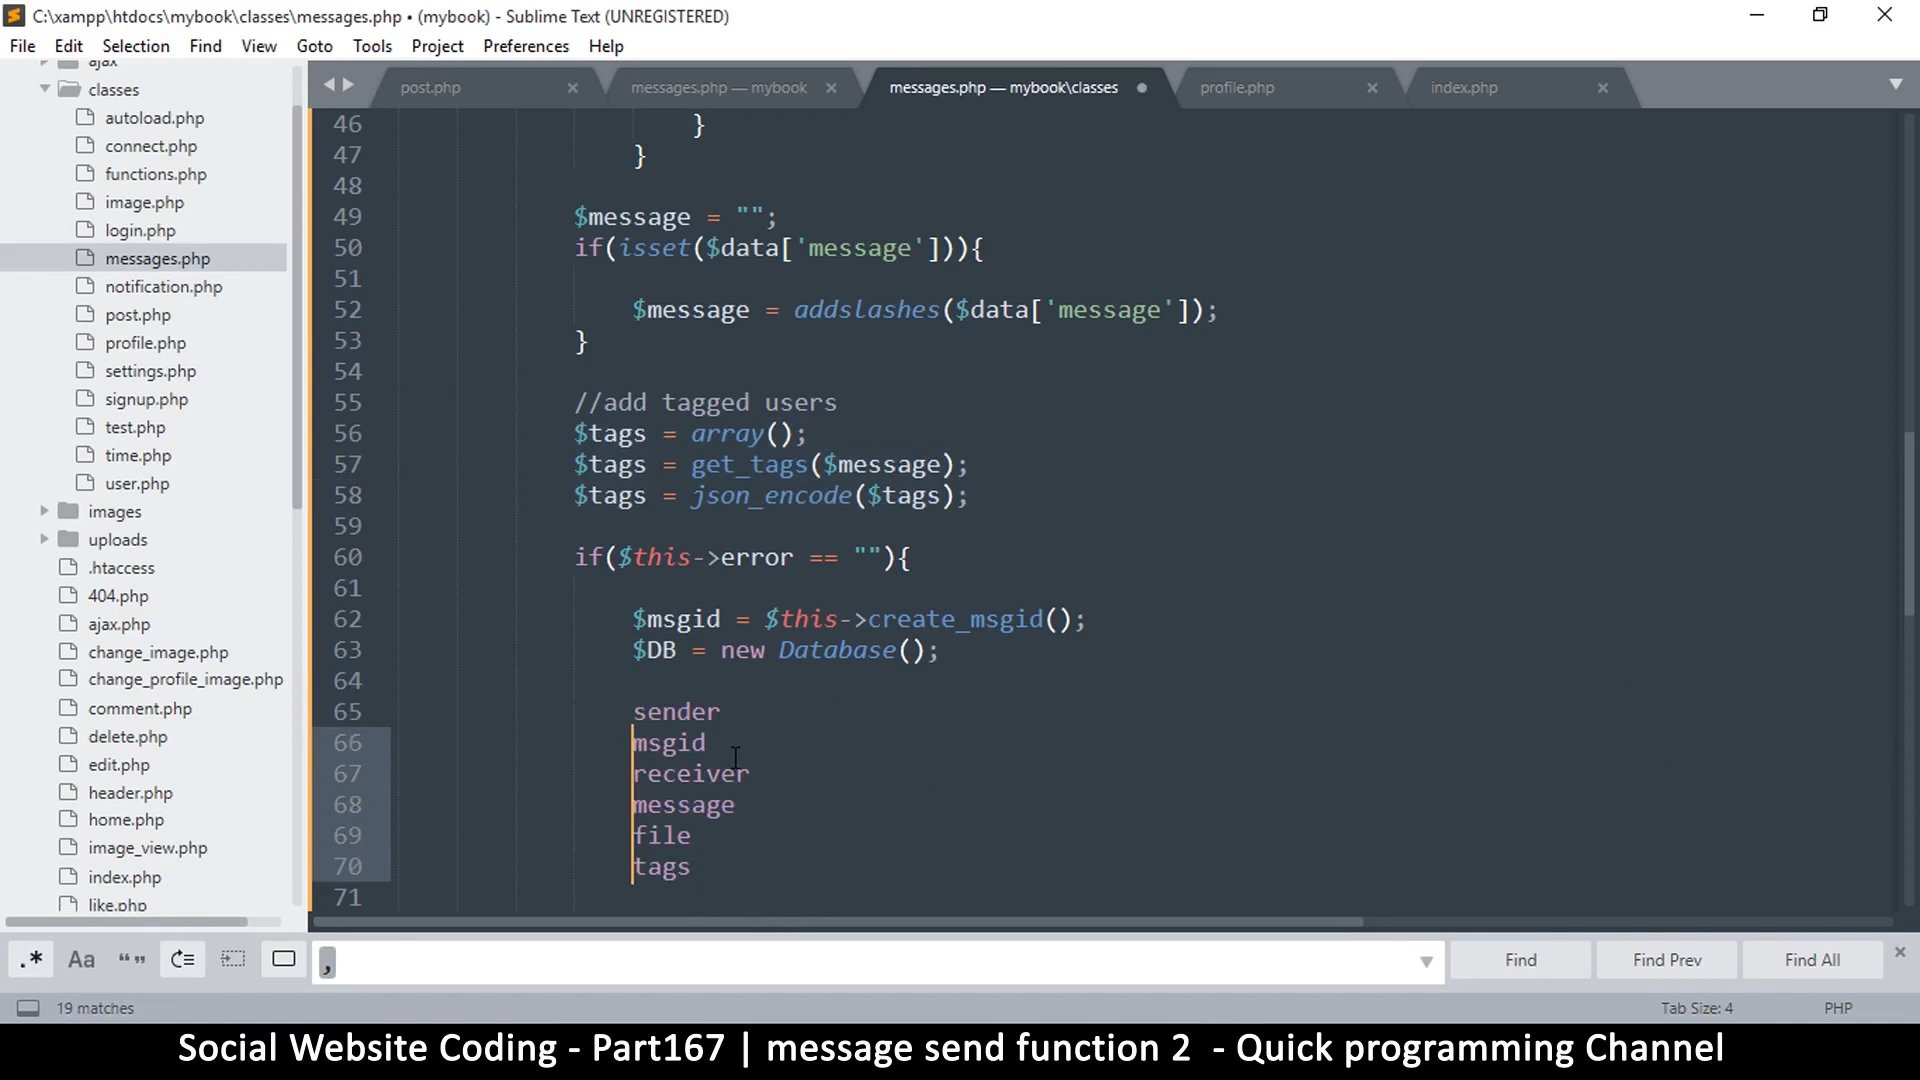 C:\xampp\htdocs\mybook\classes\messages.php • (mybook) - Sublime Text (UNREGISTERED)
File Edit Selection Find View Goto Tools Project Preferences Help
ajax
classes
autoload.php
connect.php
functions.php
image.php
login.php
messages.php
notification.php
post.php
profile.php
settings.php
signup.php
test.php
time.php
user.php
images
uploads
.htaccess
404.php
ajax.php
change_image.php
change_profile_image.php
comment.php
delete.php
edit.php
header.php
home.php
image_view.php
index.php
like.php
post.php messages.php — mybook messages.php — mybook\classes profile.php index.php
46 }
47 }
48
49 $message = "";
50 if(isset($data['message'])){
51
52 $message = addslashes($data['message']);
53 }
54
55 //add tagged users
56 $tags = array();
57 $tags = get_tags($message);
58 $tags = json_encode($tags);
59
60 if($this->error == ""){
61
62 $msgid = $this->create_msgid();
63 $DB = new Database();
64
65 sender
66 msgid
67 receiver
68 message
69 file
70 tags
71
.* Aa “ ” , Find Find Prev Find All
19 matches Tab Size: 4 PHP
Social Website Coding - Part167 | message send function 2 - Quick programming Channel